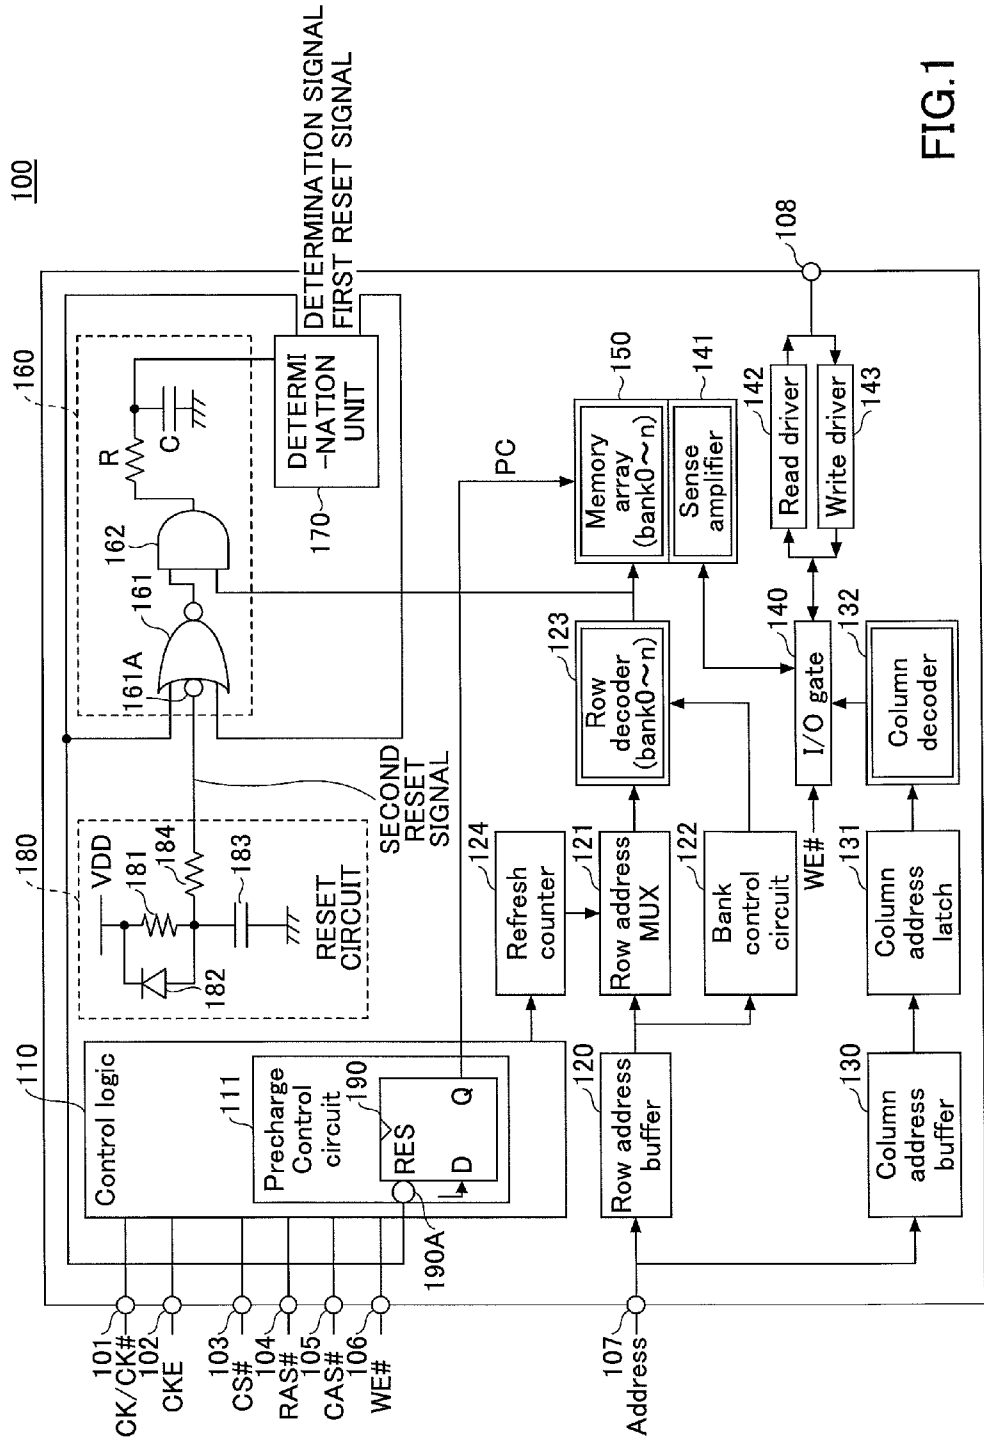 100
110
Control logic
111
Precharge
Control
circuit
190
RES
D
Q
190A
101
CK/CK#
102
CKE
103
CS#
104
RAS#
105
CAS#
106
WE#
180
VDD
181
184
182
183
RESET
CIRCUIT
SECOND
RESET
SIGNAL
160
161A
161
162
R
C
DETERMI
-NATION
UNIT
170
DETERMINATION SIGNAL
FIRST RESET SIGNAL
PC
124
Refresh
counter
107
Address
120
Row address
buffer
121
Row address
MUX
122
Bank
control
circuit
123
Row
decoder
(bank0～n)
150
Memory
array
(bank0～n)
141
Sense
amplifier
WE#
140
I/O gate
142
Read driver
143
Write driver
108
130
Column
address
buffer
131
Column
address
latch
132
Column
decoder
FIG.1